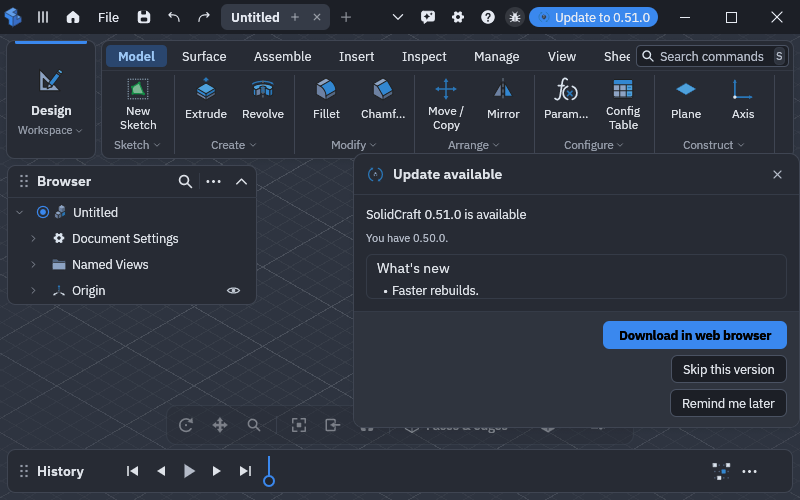 File
Untitled
Update to 0.51.0
Model Surface Assemble Insert Inspect Manage View Shee
Search commands S
Design
Workspace
New Sketch
Extrude
Revolve
Fillet
Chamf...
Move / Copy
Mirror
Param...
Config Table
Plane
Axis
Sketch
Create
Modify
Arrange
Configure
Construct
Browser
Untitled
Document Settings
Named Views
Origin
Update available
SolidCraft 0.51.0 is available
You have 0.50.0.
What's new
• Faster rebuilds.
Download in web browser
Skip this version
Remind me later
History